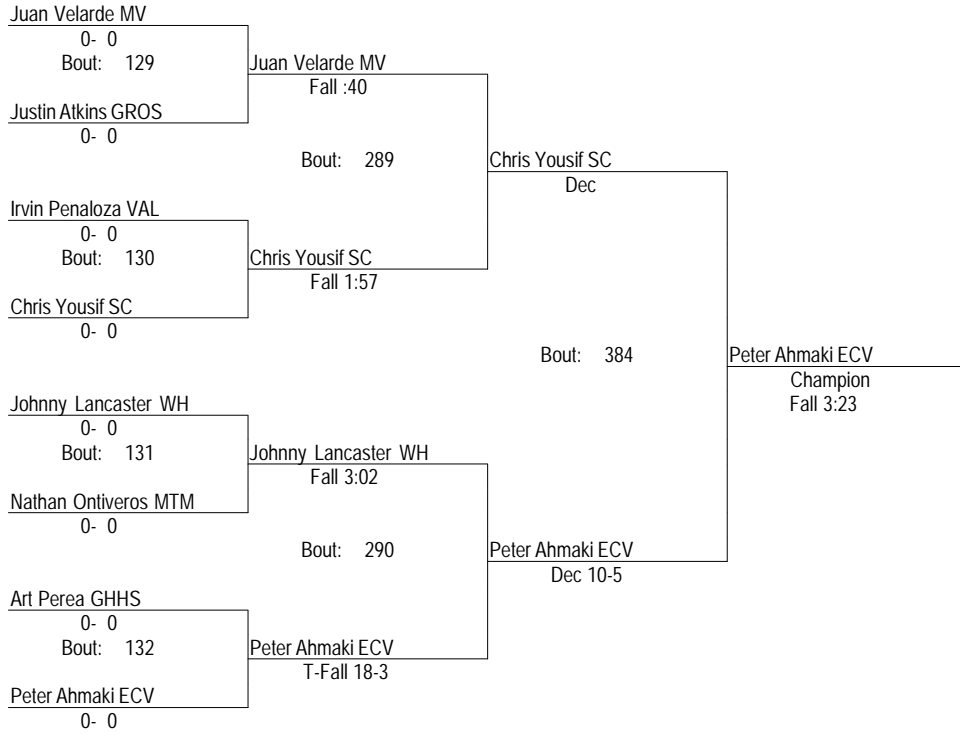 Juan Velarde MV
0- 0
Bout: 129
Juan Velarde MV
Fall :40
Justin Atkins GROS
0- 0
Bout: 289
Chris Yousif SC
Dec
Irvin Penaloza VAL
0- 0
Bout: 130
Chris Yousif SC
Fall 1:57
Chris Yousif SC
0- 0
Bout: 384
Peter Ahmaki ECV
Champion
Fall 3:23
Johnny Lancaster WH
0- 0
Bout: 131
Johnny Lancaster WH
Fall 3:02
Nathan Ontiveros MTM
0- 0
Bout: 290
Peter Ahmaki ECV
Dec 10-5
Art Perea GHHS
0- 0
Bout: 132
Peter Ahmaki ECV
T-Fall 18-3
Peter Ahmaki ECV
0- 0